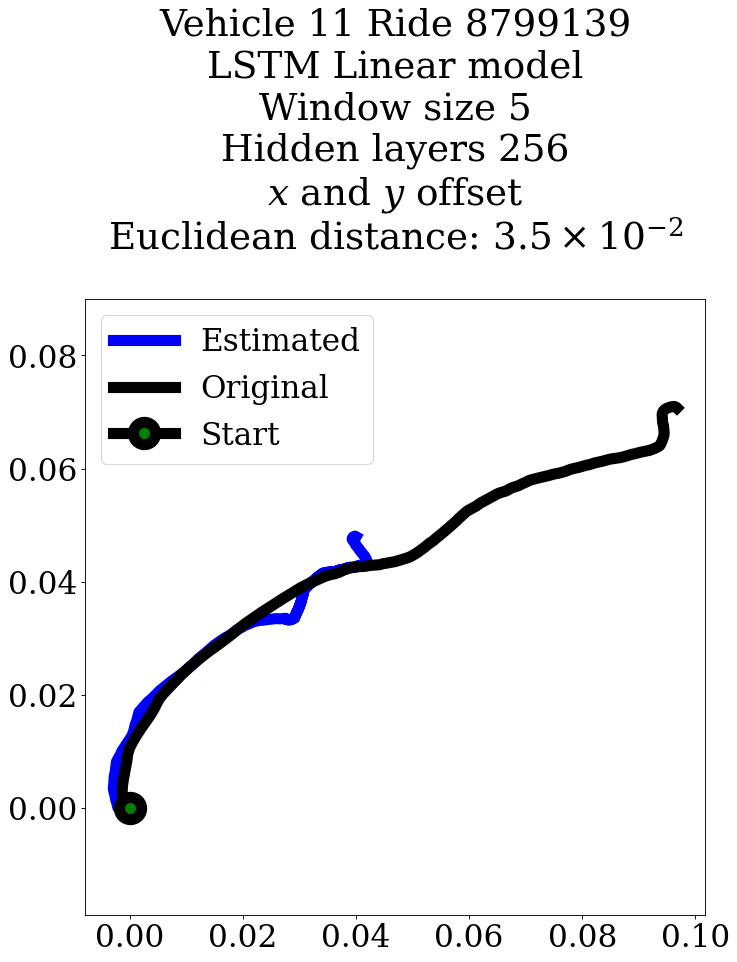 Vehicle 11 Ride 8799139
LSTM Linear model
Window size 5
Hidden layers 256
x and y offset
Euclidean distance: 3.5 × 10⁻²
Estimated
Original
Start
0.08
0.06
0.04
0.02
0.00
0.00 0.02 0.04 0.06 0.08 0.10